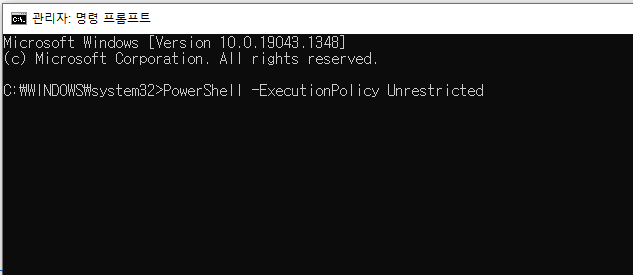 관리자: 명령 프롬프트
Microsoft Windows [Version 10.0.19043.1348]
(c) Microsoft Corporation. All rights reserved.
C:₩WINDOWS₩system32>PowerShell -ExecutionPolicy Unrestricted